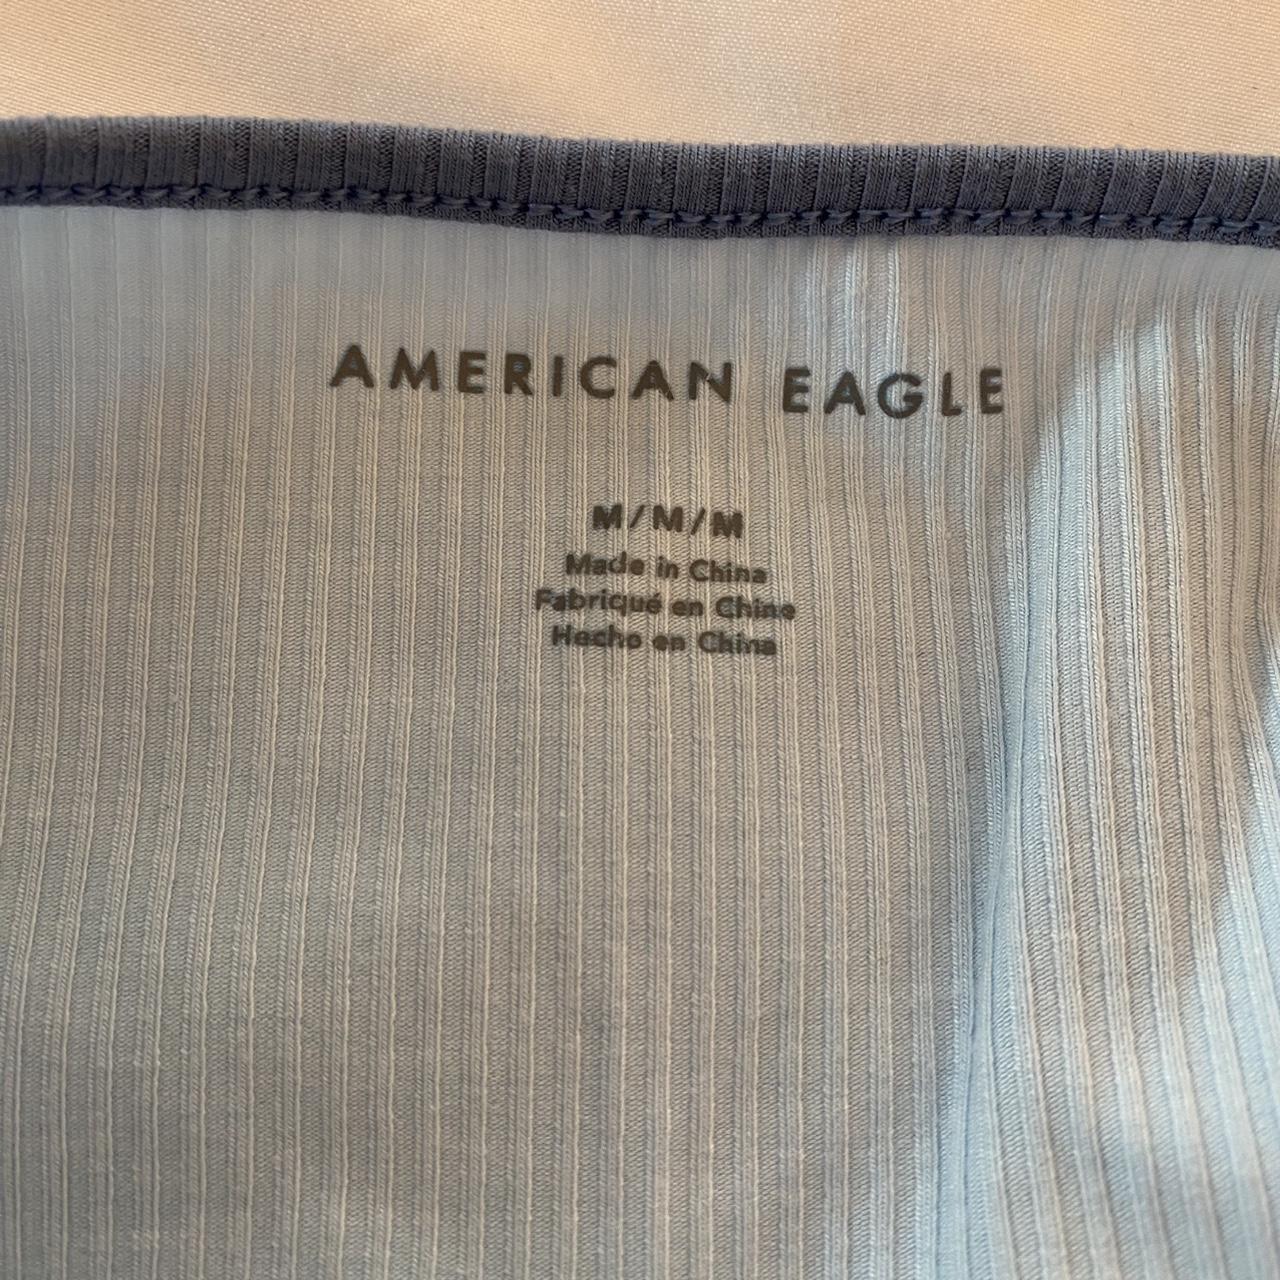 AMERICAN EAGLE
M/M/M
Made in China
Fabriqué en Chine
Hecho en China